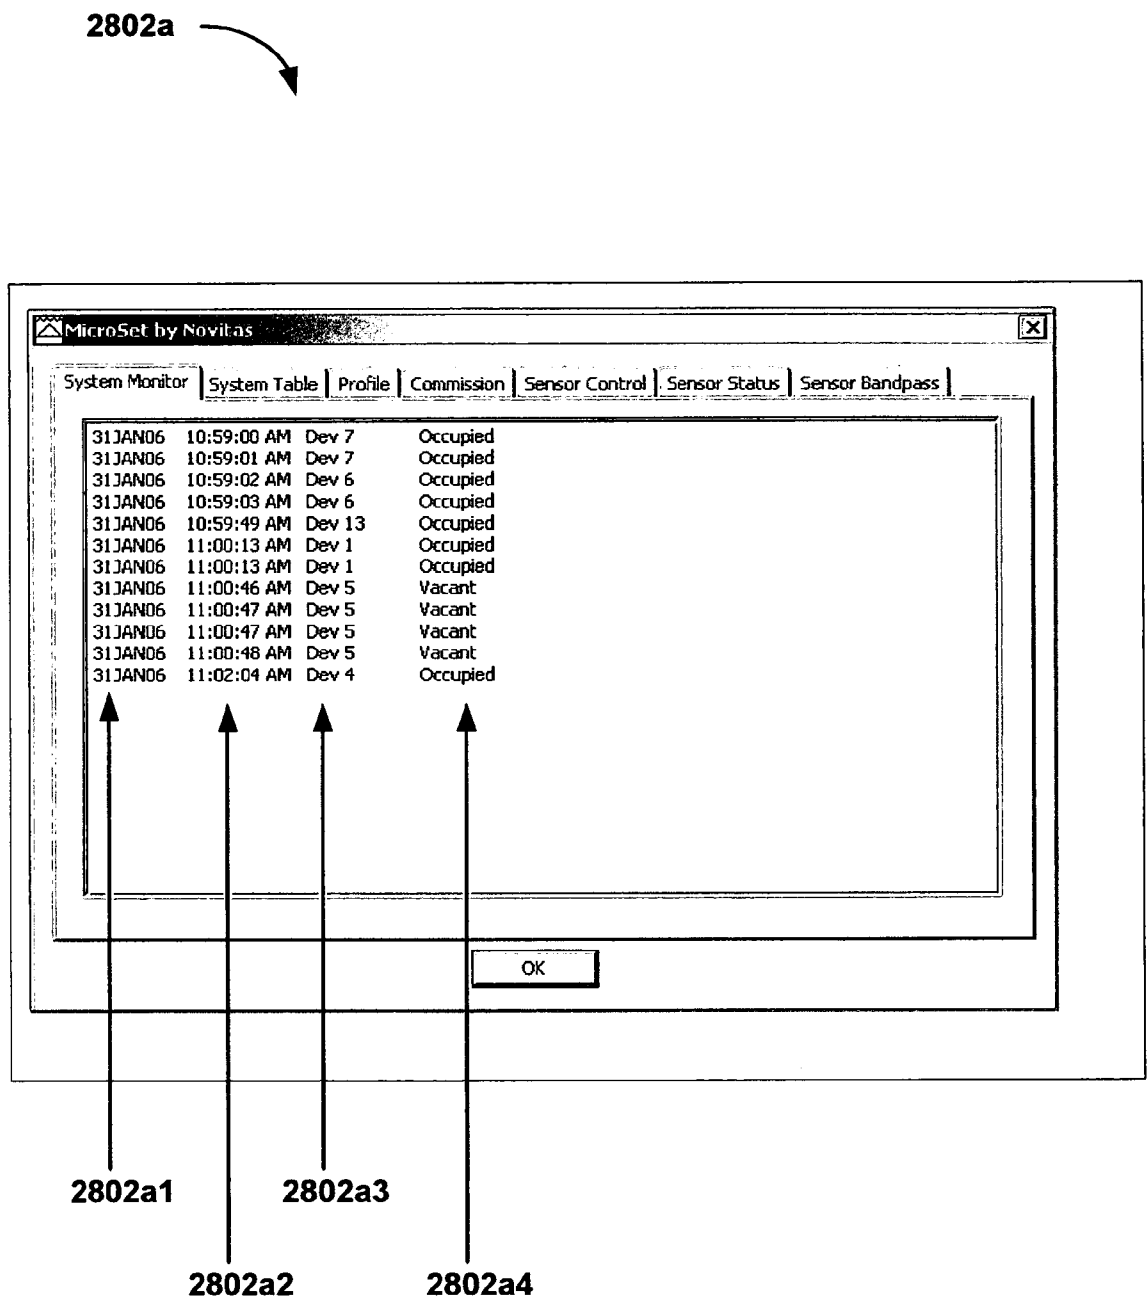 2802a
MicroSet by Novitas
System Monitor System Table Profile Commission Sensor Control Sensor Status Sensor Bandpass
31JAN06 10:59:00 AM Dev 7 Occupied
31JAN06 10:59:01 AM Dev 7 Occupied
31JAN06 10:59:02 AM Dev 6 Occupied
31JAN06 10:59:03 AM Dev 6 Occupied
31JAN06 10:59:49 AM Dev 13 Occupied
31JAN06 11:00:13 AM Dev 1 Occupied
31JAN06 11:00:13 AM Dev 1 Occupied
31JAN06 11:00:46 AM Dev 5 Vacant
31JAN06 11:00:47 AM Dev 5 Vacant
31JAN06 11:00:47 AM Dev 5 Vacant
31JAN06 11:00:48 AM Dev 5 Vacant
31JAN06 11:02:04 AM Dev 4 Occupied
OK
2802a1 2802a3
2802a2 2802a4